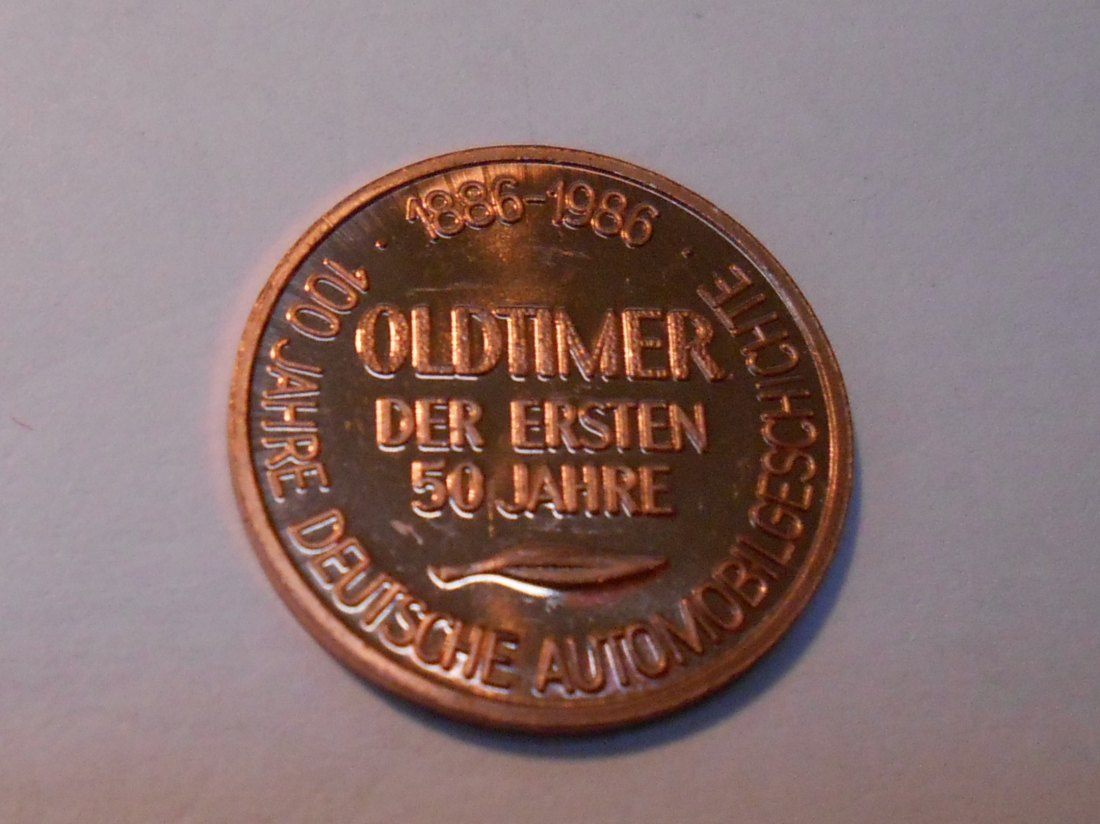 · 1886-1986 ·
100 JAHRE DEUTSCHE AUTOMOBILGESCHICHTE
OLDTIMER
DER ERSTEN
50 JAHRE